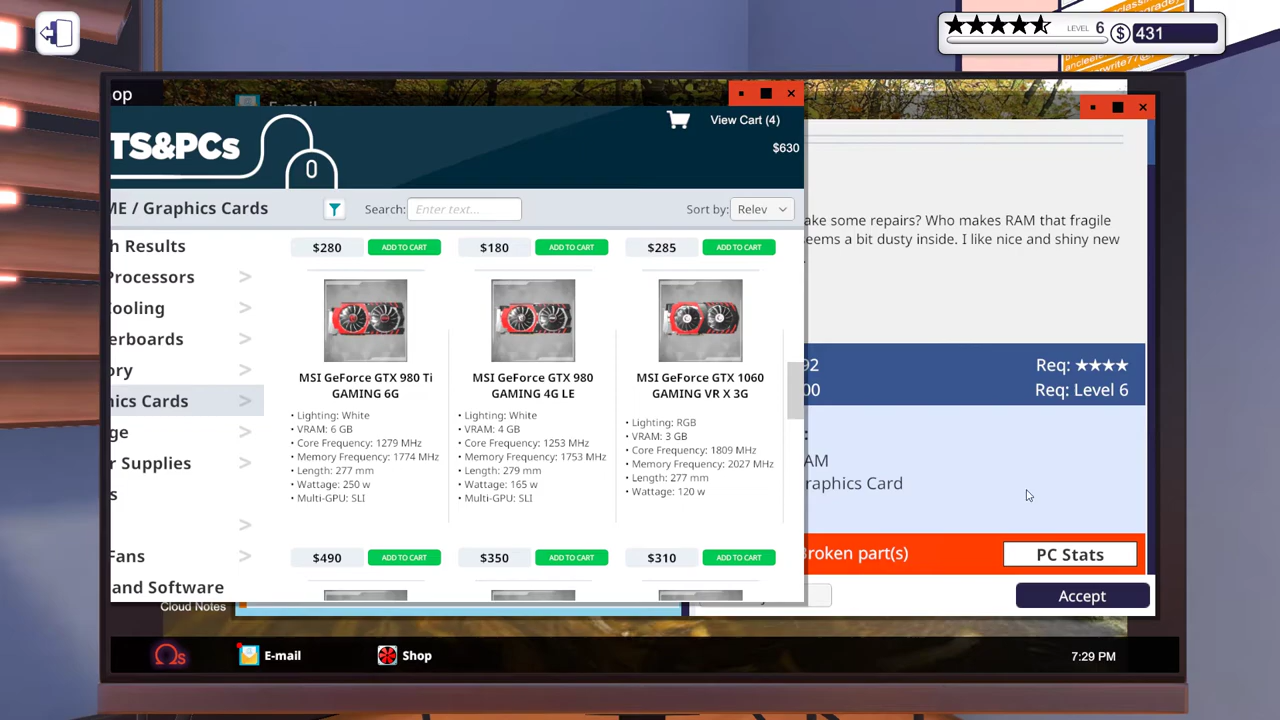 LEVEL 6 $ 431
op
E-mail
TS&PCs
View Cart (4)
$630
ME / Graphics Cards
Search: Enter text...
Sort by: Relev
h Results
Processors >
Cooling >
erboards >
ory >
hics Cards >
ge >
r Supplies >
s
>
Fans >
and Software
$280 ADD TO CART
$180 ADD TO CART
$285 ADD TO CART
MSI GeForce GTX 980 Ti
GAMING 6G
• Lighting: White
• VRAM: 6 GB
• Core Frequency: 1279 MHz
• Memory Frequency: 1774 MHz
• Length: 277 mm
• Wattage: 250 w
• Multi-GPU: SLI
$490 ADD TO CART
MSI GeForce GTX 980
GAMING 4G LE
• Lighting: White
• VRAM: 4 GB
• Core Frequency: 1253 MHz
• Memory Frequency: 1753 MHz
• Length: 279 mm
• Wattage: 165 w
• Multi-GPU: SLI
$350 ADD TO CART
MSI GeForce GTX 1060
GAMING VR X 3G
• Lighting: RGB
• VRAM: 3 GB
• Core Frequency: 1809 MHz
• Memory Frequency: 2027 MHz
• Length: 277 mm
• Wattage: 120 w
$310 ADD TO CART
ake some repairs? Who makes RAM that fragile
eems a bit dusty inside. I like nice and shiny new
92
Req: ★★★★
00
Req: Level 6
:
AM
raphics Card
Broken part(s)
PC Stats
Accept
Cloud Notes
Ωs
E-mail
Shop
7:29 PM